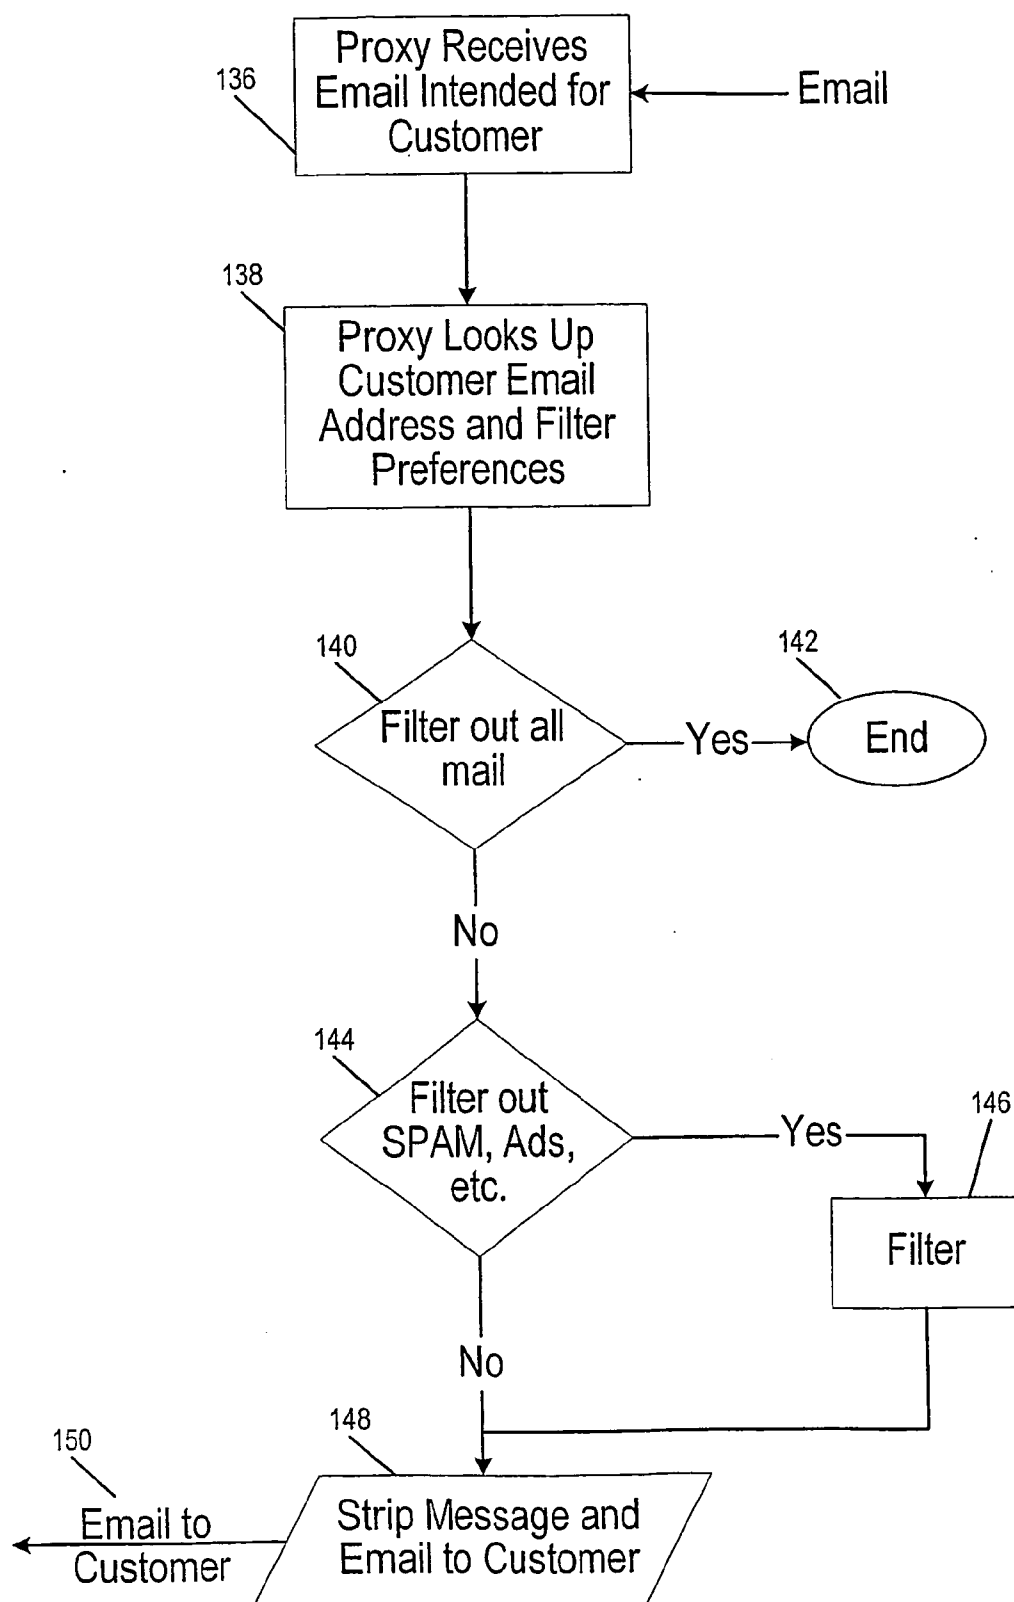 Proxy Receives
Email Intended for
Customer
136
Email
138
Proxy Looks Up
Customer Email
Address and Filter
Preferences
140
Filter out all
mail
Yes
142
End
No
144
Filter out
SPAM, Ads,
etc.
Yes
146
Filter
No
148
Strip Message and
Email to Customer
150
Email to
Customer